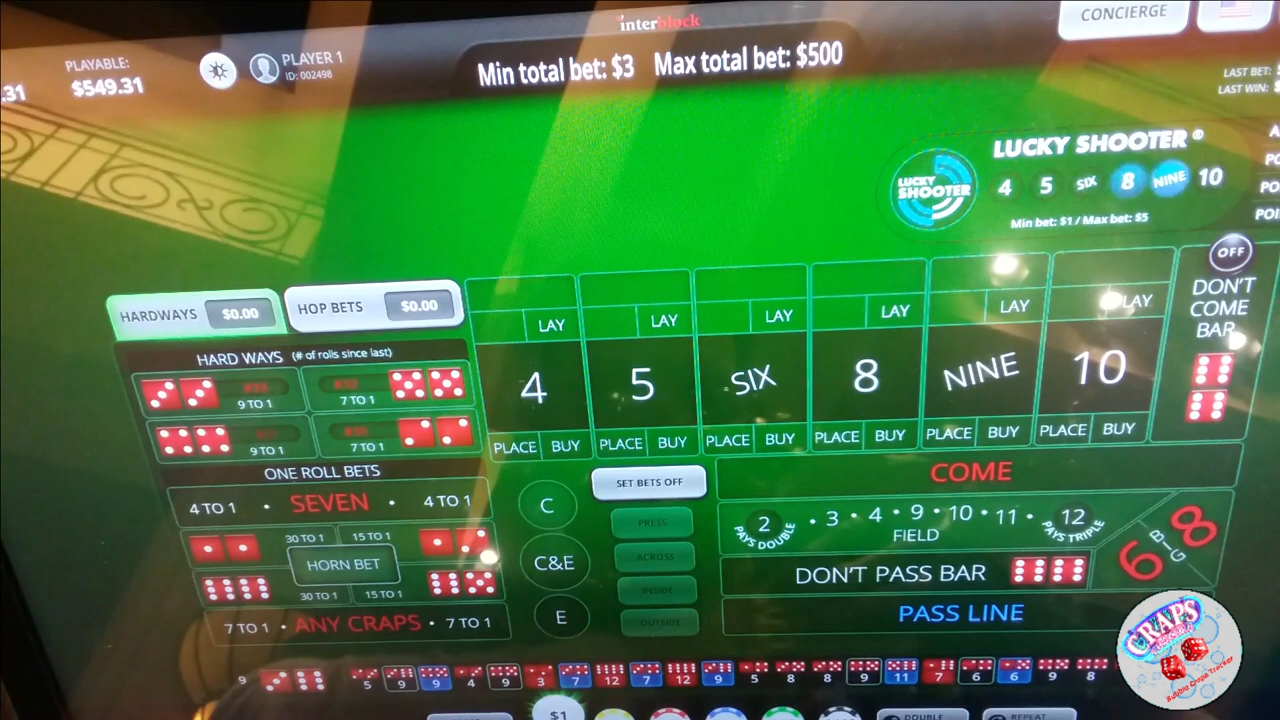 interblock
CONCIERGE
PLAYABLE:
$549.31
.31
PLAYER 1
ID: 002498
Min total bet: $3 Max total bet: $500
LAST BET:
LAST WIN:
LUCKY SHOOTER ®
LUCKY
SHOOTER
4 5 SIX 8 NINE 10
Min bet: $1 / Max bet: $5
OFF
HARDWAYS $0.00
HOP BETS $0.00
LAY LAY LAY LAY LAY LAY
DON'T
COME
BAR
HARD WAYS (# of rolls since last)
9 TO 1
7 TO 1
9 TO 1
7 TO 1
4 5 SIX 8 NINE 10
PLACE BUY PLACE BUY PLACE BUY PLACE BUY PLACE BUY PLACE BUY
ONE ROLL BETS
4 TO 1 • SEVEN • 4 TO 1
30 TO 1 15 TO 1
HORN BET
30 TO 1 15 TO 1
7 TO 1 • ANY CRAPS • 7 TO 1
C
C&E
E
SET BETS OFF
PRESS
ACROSS
INSIDE
OUTSIDE
COME
2 • 3 • 4 • 9 • 10 • 11 • 12
PAYS DOUBLE
FIELD
PAYS TRIPLE
DON'T PASS BAR
BIG
6 8
PASS LINE
9 5 9 9 4 9 3 7 12 7 12 9 5 8 8 9 11 7 6 6 9 8
$1
DOUBLE
REPEAT
CRAPS
Bubble Craps Tracker